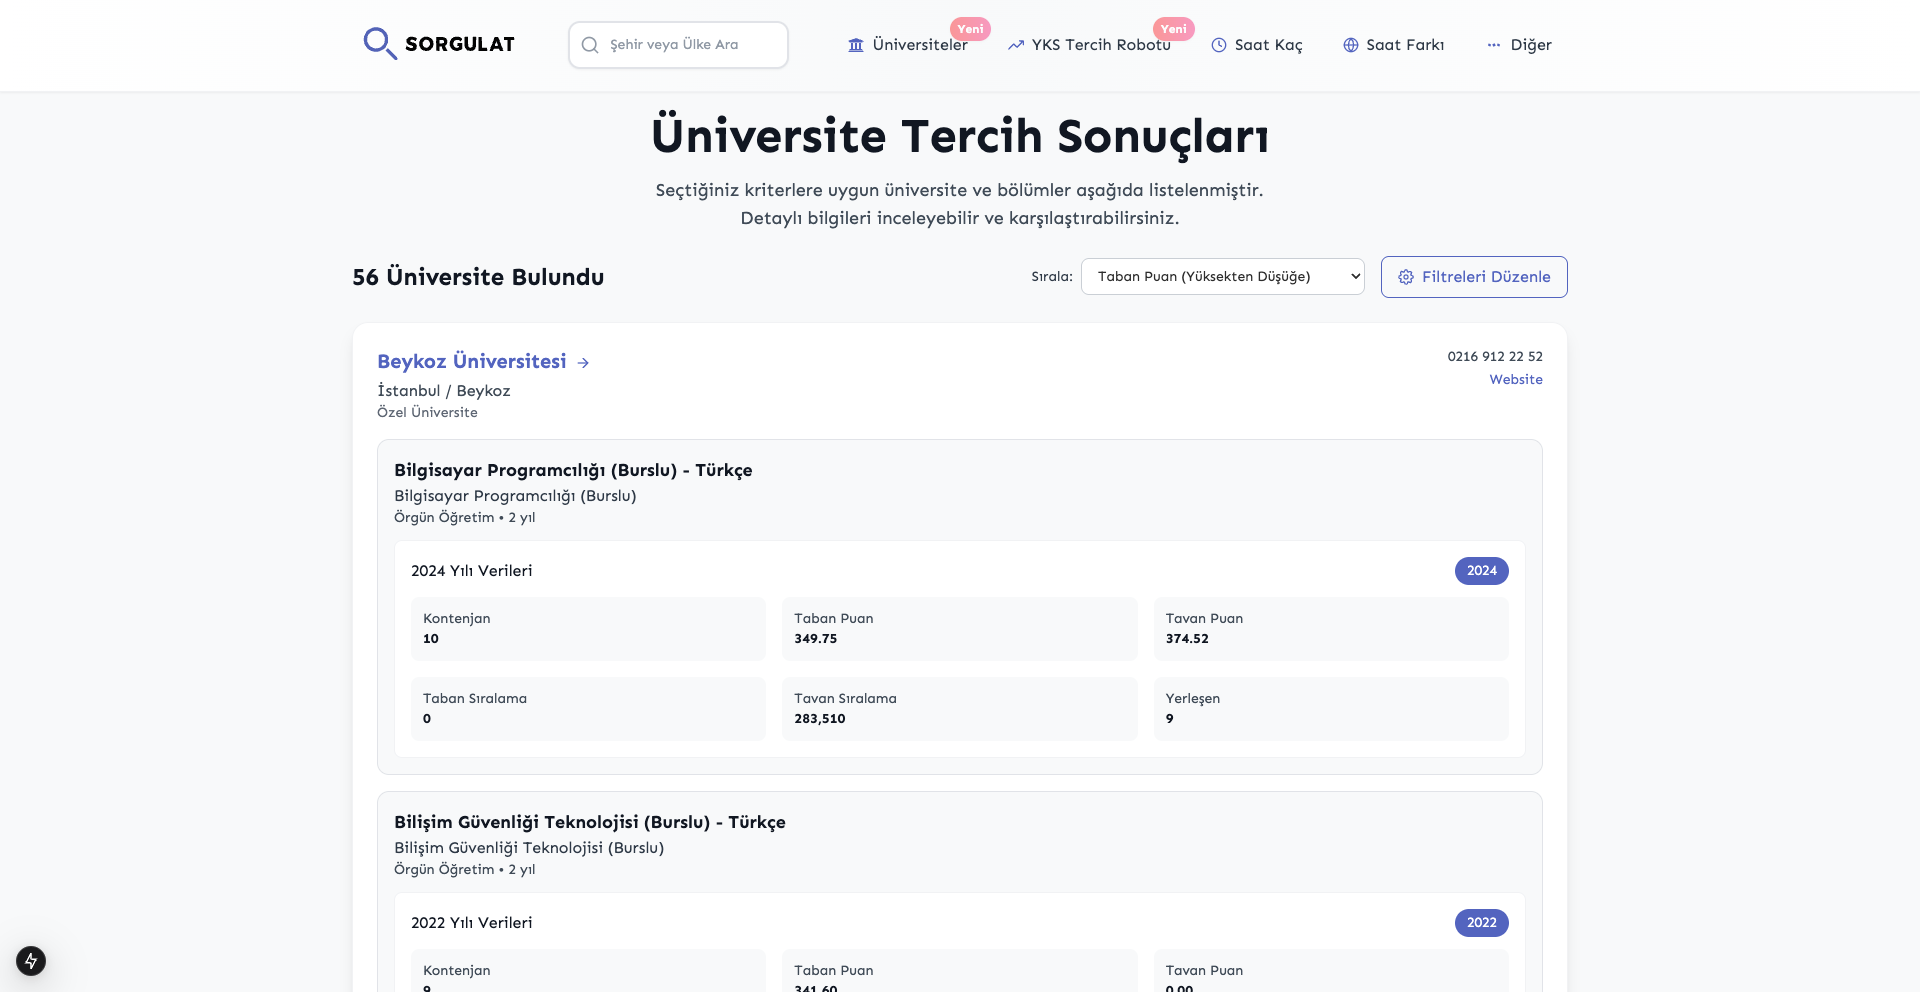 SORGULAT
Şehir veya Ülke Ara
Üniversiteler
Yeni
YKS Tercih Robotu
Yeni
Saat Kaç
Saat Farkı
Diğer
Üniversite Tercih Sonuçları
Seçtiğiniz kriterlere uygun üniversite ve bölümler aşağıda listelenmiştir.
Detaylı bilgileri inceleyebilir ve karşılaştırabilirsiniz.
56 Üniversite Bulundu
Sırala:
Taban Puan (Yüksekten Düşüğe)
Filtreleri Düzenle
Beykoz Üniversitesi →
0216 912 22 52
Website
İstanbul / Beykoz
Özel Üniversite
Bilgisayar Programcılığı (Burslu) - Türkçe
Bilgisayar Programcılığı (Burslu)
Örgün Öğretim • 2 yıl
2024 Yılı Verileri
2024
Kontenjan
10
Taban Puan
349.75
Tavan Puan
374.52
Taban Sıralama
0
Tavan Sıralama
283,510
Yerleşen
9
Bilişim Güvenliği Teknolojisi (Burslu) - Türkçe
Bilişim Güvenliği Teknolojisi (Burslu)
Örgün Öğretim • 2 yıl
2022 Yılı Verileri
2022
Kontenjan
9
Taban Puan
341.60
Tavan Puan
0.00